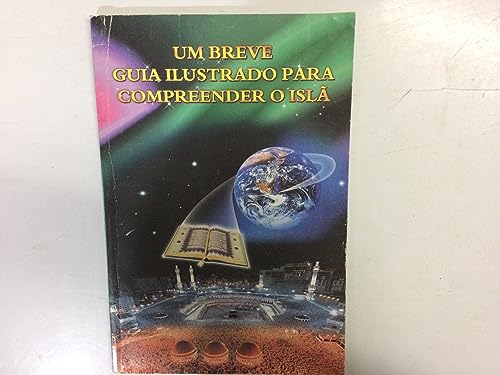 UM BREVE
GUIA ILUSTRADO PARA
COMPREENDER O ISLÃ